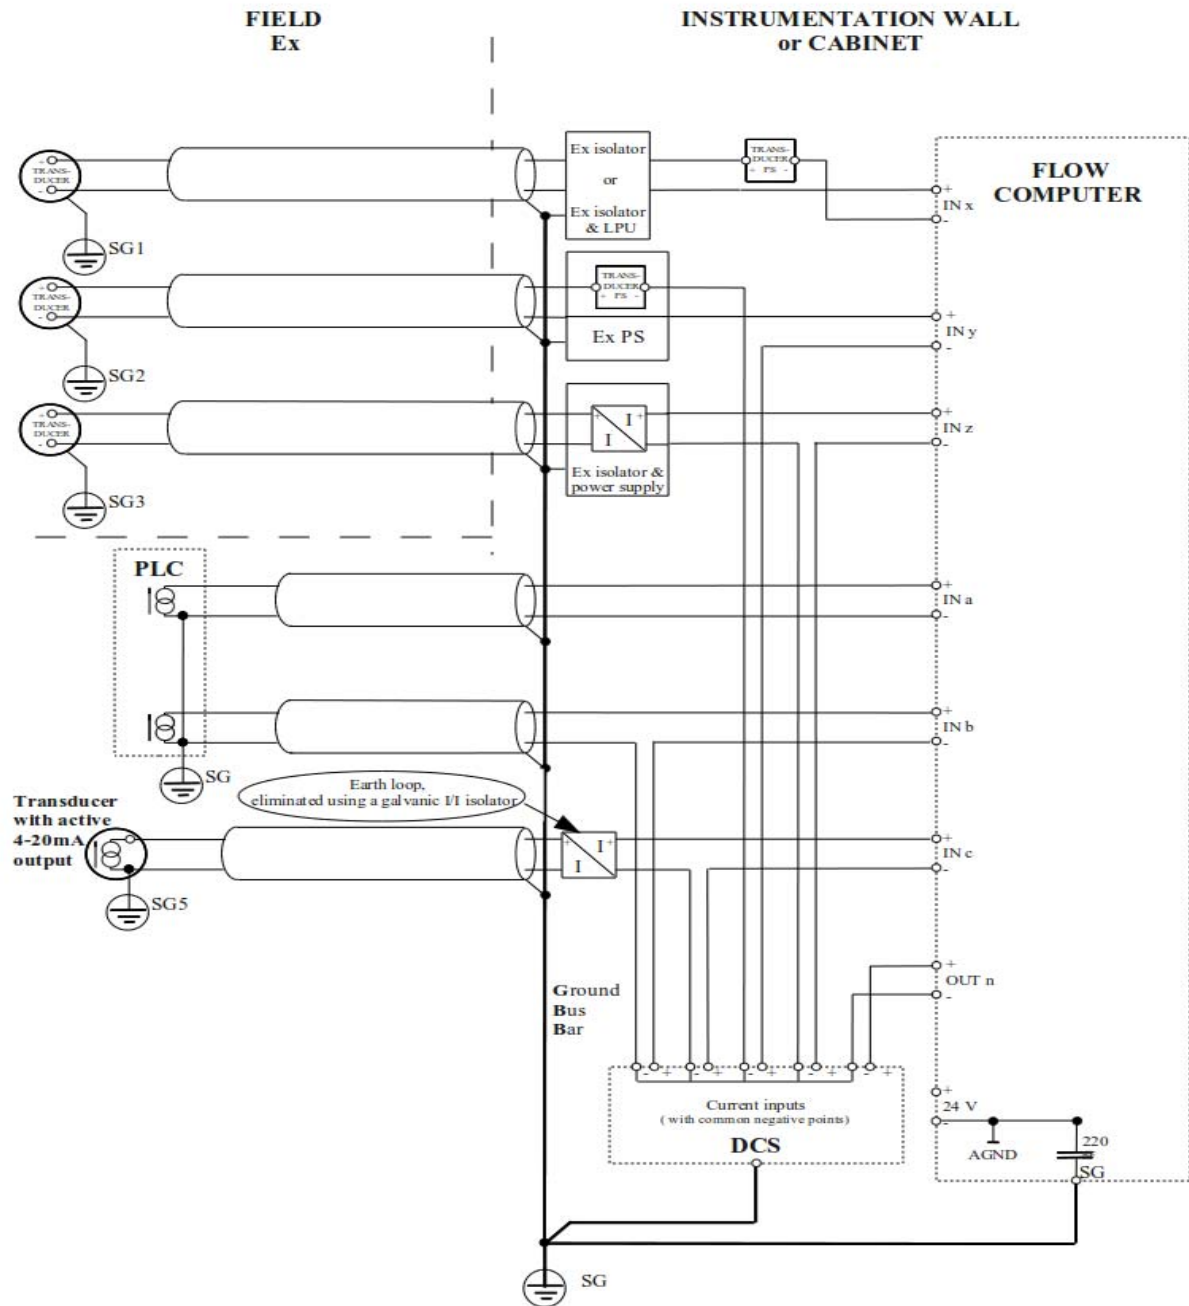 FIELD
Ex
INSTRUMENTATION WALL
or CABINET
FLOW
COMPUTER
+ TRANS-
DUCER
-
SG1
Ex isolator
or
Ex isolator
& LPU
TRANS-
DUCER
+ PS -
+
IN x
-
+ TRANS-
DUCER
-
SG2
TRANS-
DUCER
+ PS -
Ex PS
+
IN y
-
+ TRANS-
DUCER
-
SG3
+ I +
I
Ex isolator &
power supply
+
IN z
-
PLC
+
IN a
-
+
IN b
-
SG
Earth loop,
eliminated using a galvanic I/I isolator
Transducer
with active
4-20mA
output
SG5
+ I +
I
+
IN c
-
+
OUT n
-
Ground
Bus
Bar
- + - + - + - + - +
Current inputs
( with common negative points)
DCS
+
24 V
-
AGND
220
SG
SG